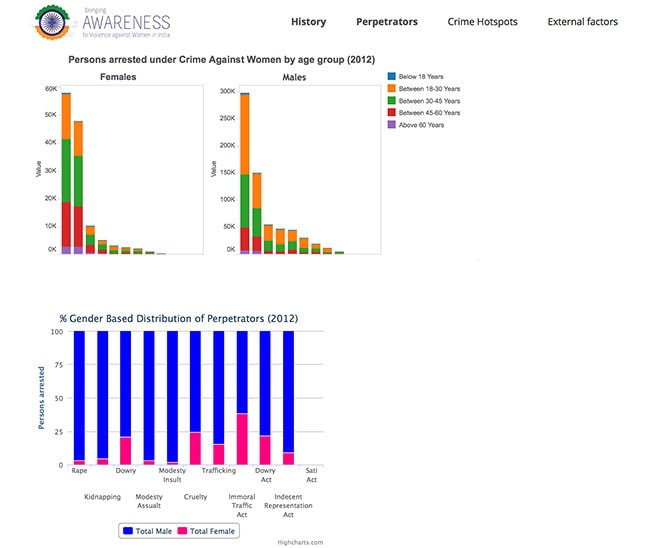 bringing
AWARENESS
to Violence against Women in India
History Perpetrators Crime Hotspots External factors
Persons arrested under Crime Against Women by age group (2012)
Females Males
Below 18 Years
Between 18-30 Years
Between 30-45 Years
Between 45-60 Years
Above 60 Years
60K
50K
40K
30K
20K
10K
0K
Value
300K
200K
150K
100K
50K
0K
Value
% Gender Based Distribution of Perpetrators (2012)
100
75
50
25
0
Persons arrested
Rape Dowry Modesty Insult Trafficking Dowry Act Sati Act
Kidnapping Modesty Assualt Cruelty Immoral Traffic Act Indecent Representation Act
Total Male Total Female
Highcharts.com